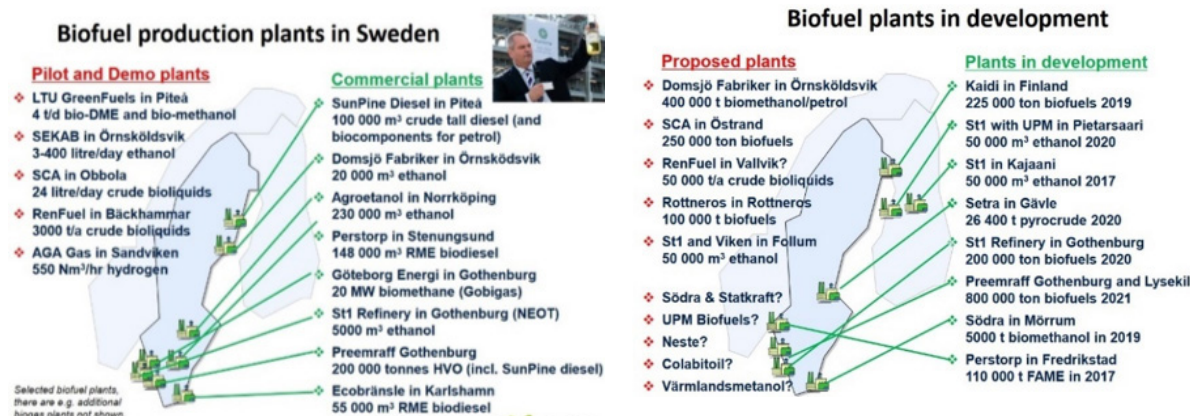 Biofuel production plants in Sweden
Pilot and Demo plants
LTU GreenFuels in Piteå
4 t/d bio-DME and bio-methanol
SEKAB in Örnsköldsvik
3-400 litre/day ethanol
SCA in Obbola
24 litre/day crude bioliquids
RenFuel in Bäckhammar
3000 t/a crude bioliquids
AGA Gas in Sandviken
550 Nm³/hr hydrogen
Selected biofuel plants,
there are e.g. additional
biogas plants not shown
Commercial plants
SunPine Diesel in Piteå
100 000 m³ crude tall diesel (and
biocomponents for petrol)
Domsjö Fabriker in Örnsködsvik
20 000 m³ ethanol
Agroetanol in Norrköping
230 000 m³ ethanol
Perstorp in Stenungsund
148 000 m³ RME biodiesel
Göteborg Energi in Gothenburg
20 MW biomethane (Gobigas)
St1 Refinery in Gothenburg (NEOT)
5000 m³ ethanol
Preemraff Gothenburg
200 000 tonnes HVO (incl. SunPine diesel)
Ecobränsle in Karlshamn
55 000 m³ RME biodiesel
Biofuel plants in development
Proposed plants
Domsjö Fabriker in Örnsköldsvik
400 000 t biomethanol/petrol
SCA in Östrand
250 000 ton biofuels
RenFuel in Vallvik?
50 000 t/a crude bioliquids
Rottneros in Rottneros
100 000 t biofuels
St1 and Viken in Follum
50 000 m³ ethanol
Södra & Statkraft?
UPM Biofuels?
Neste?
Colabitoil?
Värmlandsmetanol?
Plants in development
Kaidi in Finland
225 000 ton biofuels 2019
St1 with UPM in Pietarsaari
50 000 m³ ethanol 2020
St1 in Kajaani
50 000 m³ ethanol 2017
Setra in Gävle
26 400 t pyrocrude 2020
St1 Refinery in Gothenburg
200 000 ton biofuels 2020
Preemraff Gothenburg and Lysekil
800 000 ton biofuels 2021
Södra in Mörrum
5000 t biomethanol in 2019
Perstorp in Fredrikstad
110 000 t FAME in 2017